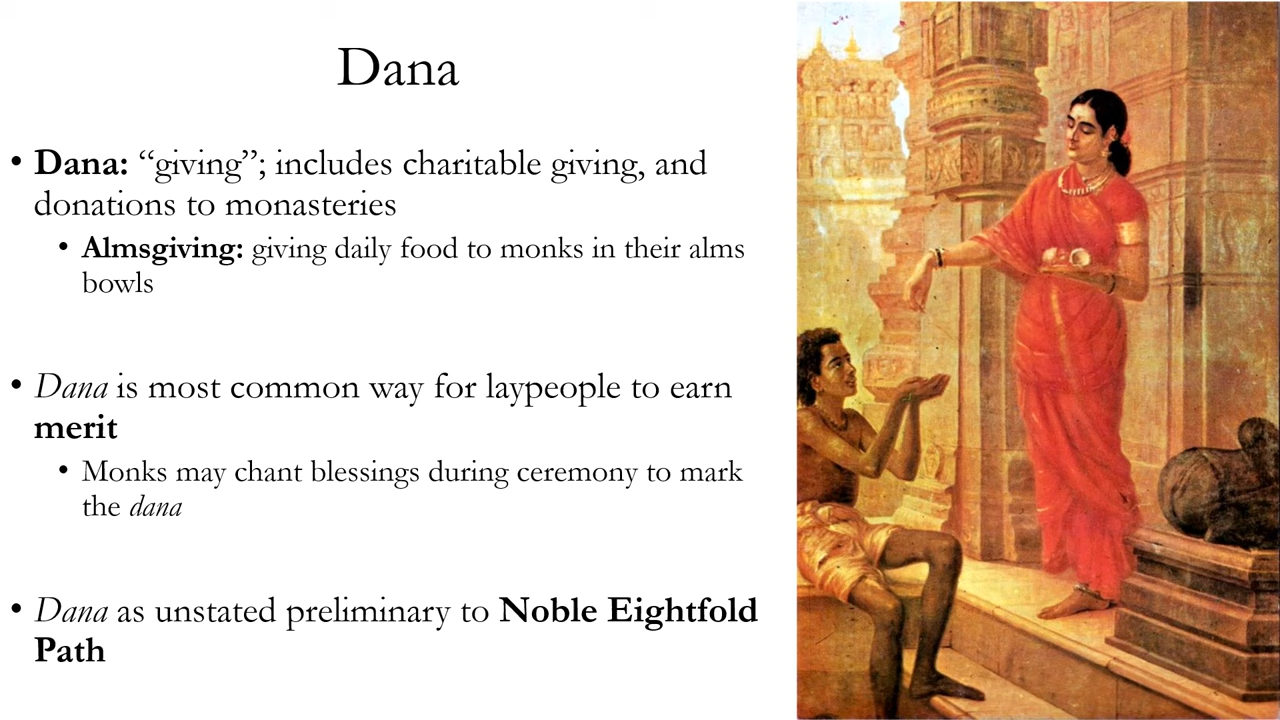 Dana
• Dana: “giving”; includes charitable giving, and
donations to monasteries
• Almsgiving: giving daily food to monks in their alms
bowls
• Dana is most common way for laypeople to earn
merit
• Monks may chant blessings during ceremony to mark
the dana
• Dana as unstated preliminary to Noble Eightfold
Path